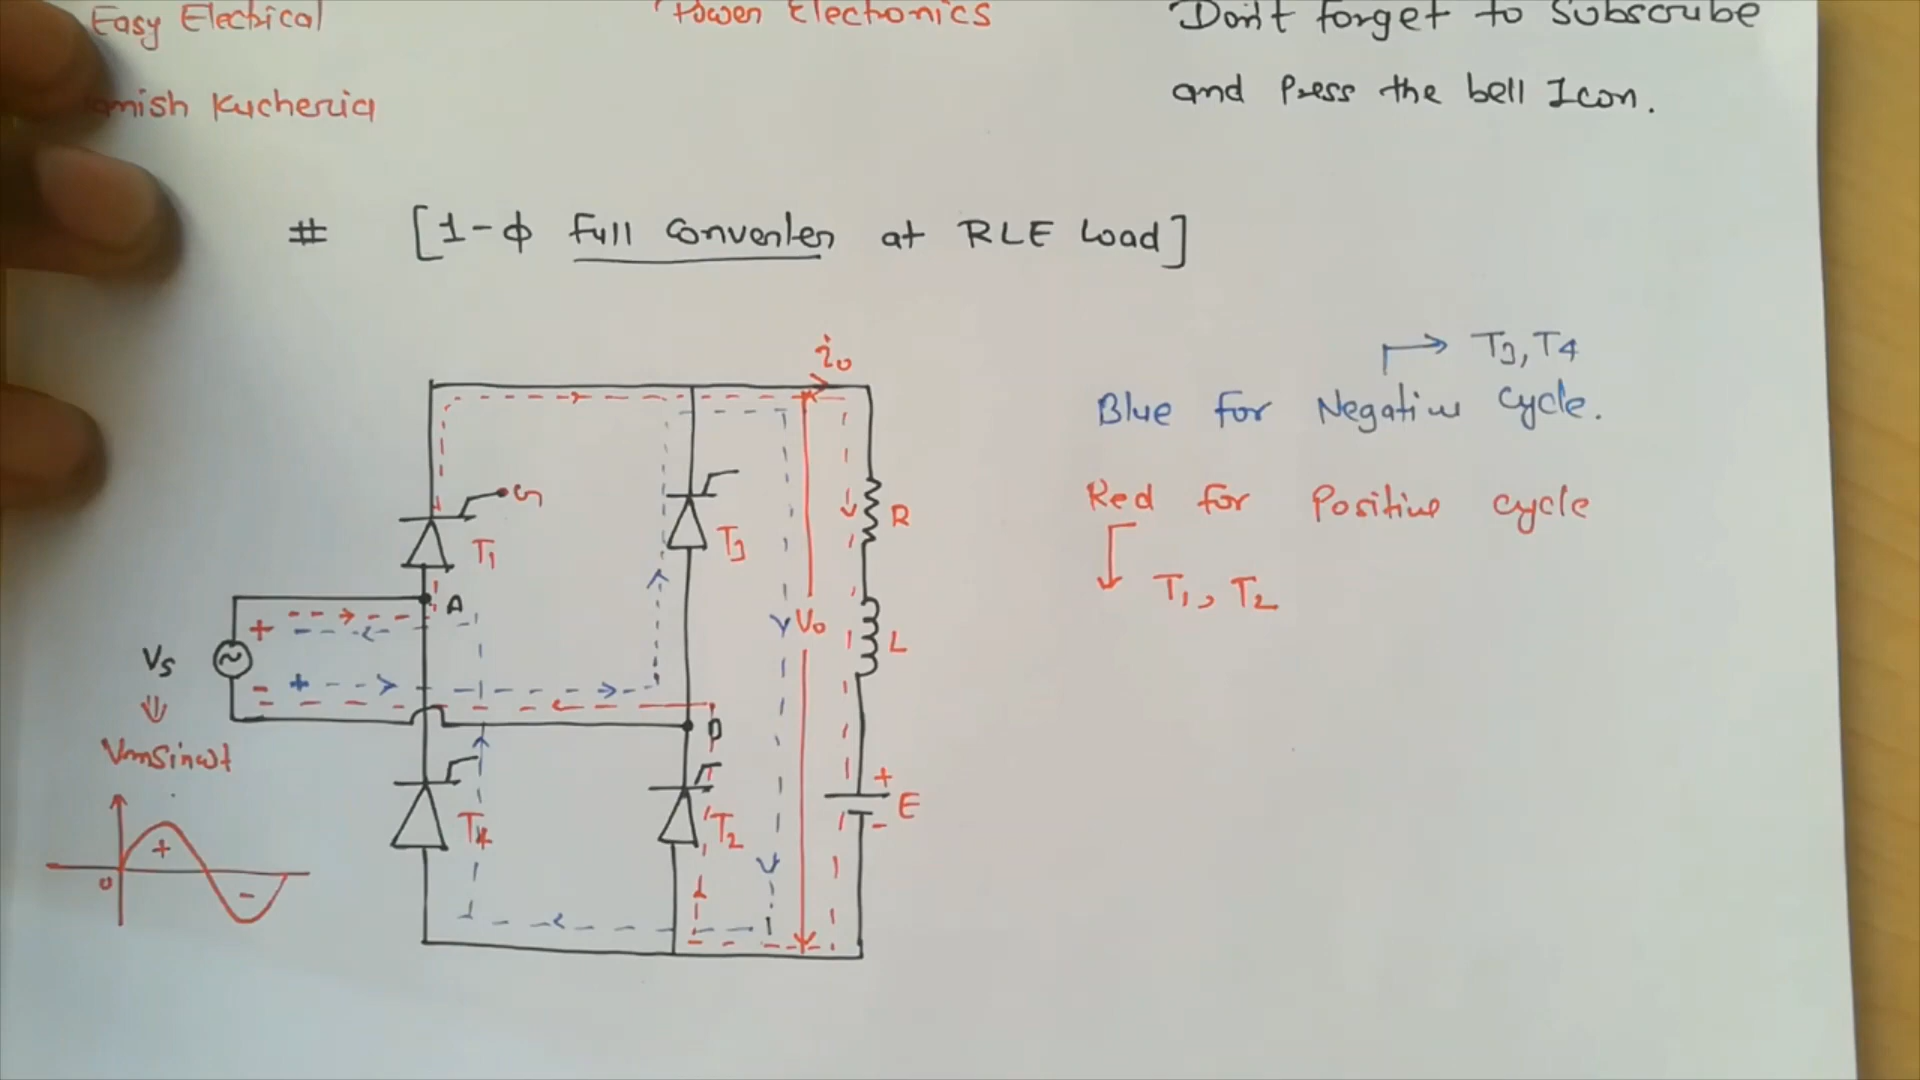 Easy Electrical
Power Electronics
Don't forget to Subscribe
and Press the bell Icon.
Kucheria
# [1-φ Full Converter at RLE Load]
i₀
→ T3, T4
Blue for Negative Cycle.
Red for Positive cycle
T1, T2
G
T1
T3
R
A
+
Vs
- +
V₀
L
B
Vmsinωt
+
E
-
T4
T2
+
0
-